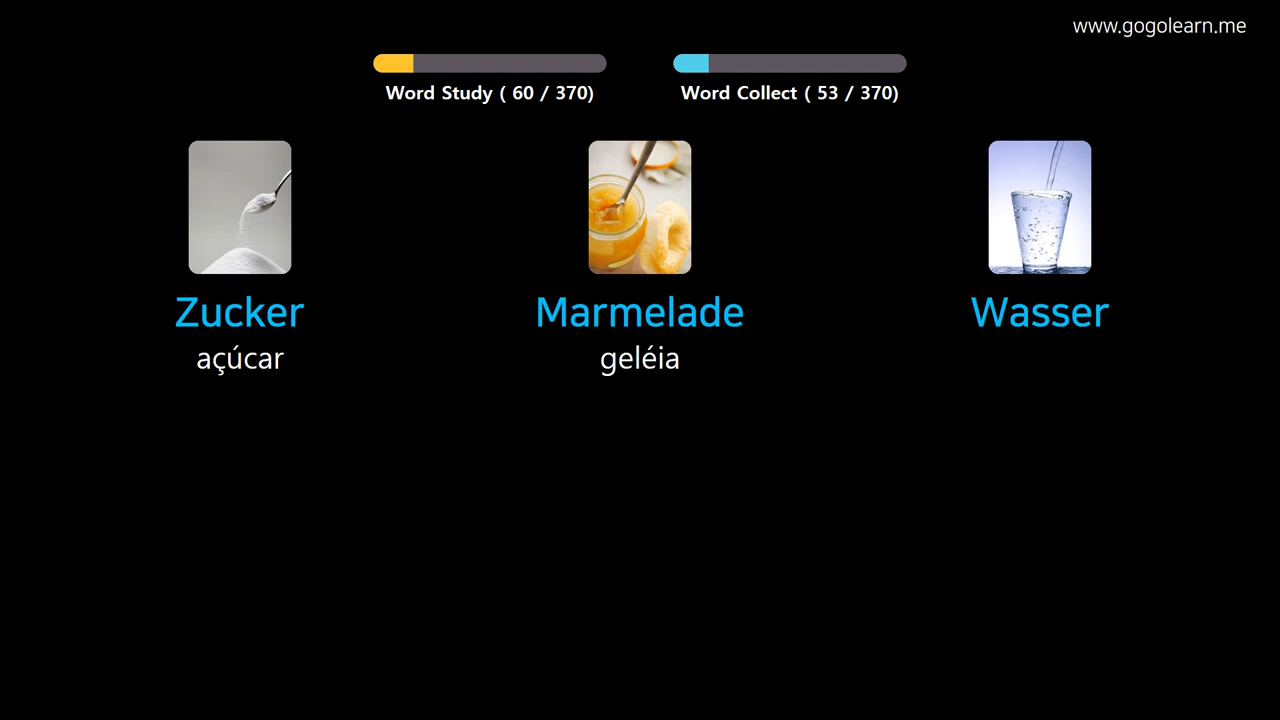 www.gogolearn.me
Word Study ( 60 / 370)
Word Collect ( 53 / 370)
Zucker
açúcar
Marmelade
geléia
Wasser